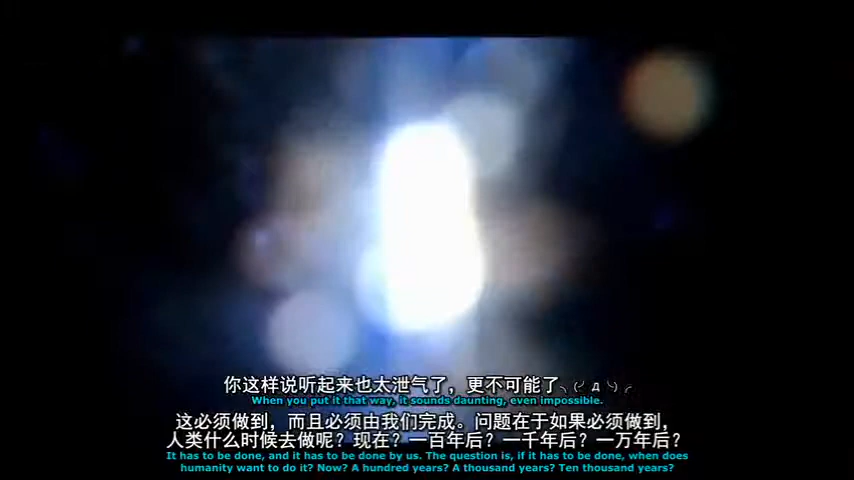 你这样说听起来也太泄气了，更不可能了╮(╯д╰)╭
When you put it that way, it sounds daunting, even impossible.
这必须做到，而且必须由我们完成。问题在于如果必须做到，
人类什么时候去做呢？现在？一百年后？一千年后？一万年后？
It has to be done, and it has to be done by us. The question is, if it has to be done, when does
humanity want to do it? Now? A hundred years? A thousand years? Ten thousand years?